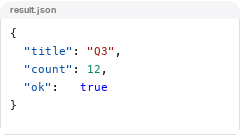 result.json
{
  "title": "Q3",
  "count": 12,
  "ok":   true
}